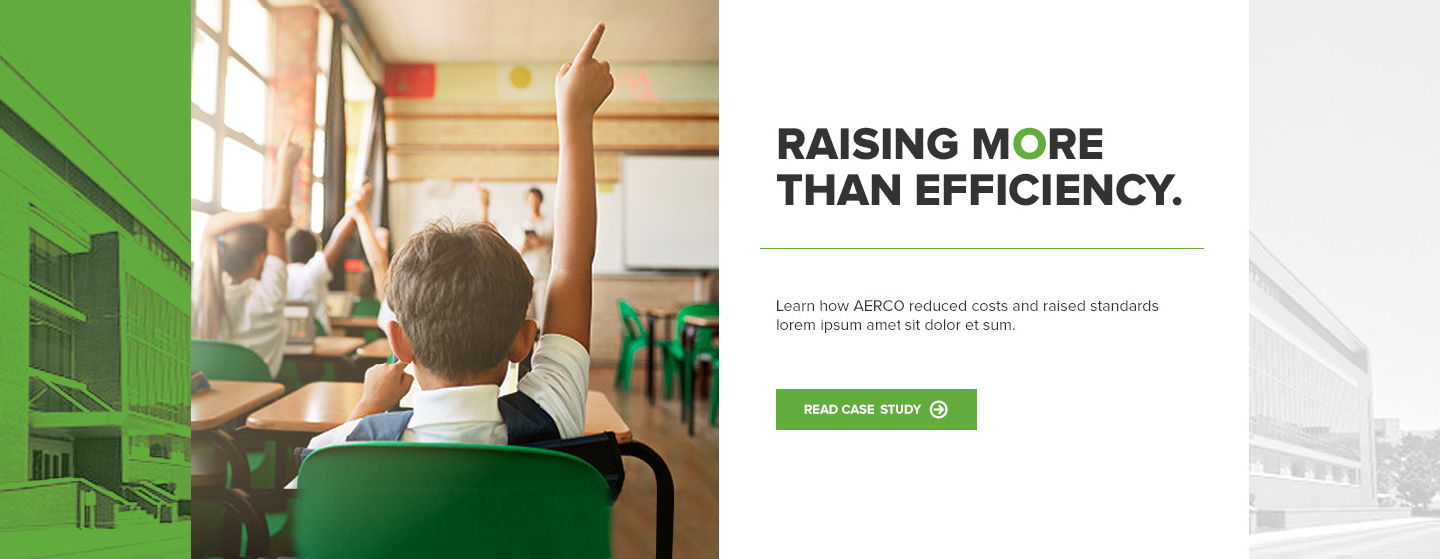 RAISING MORE
THAN EFFICIENCY.
Learn how AERCO reduced costs and raised standards
lorem ipsum amet sit dolor et sum.
READ CASE STUDY